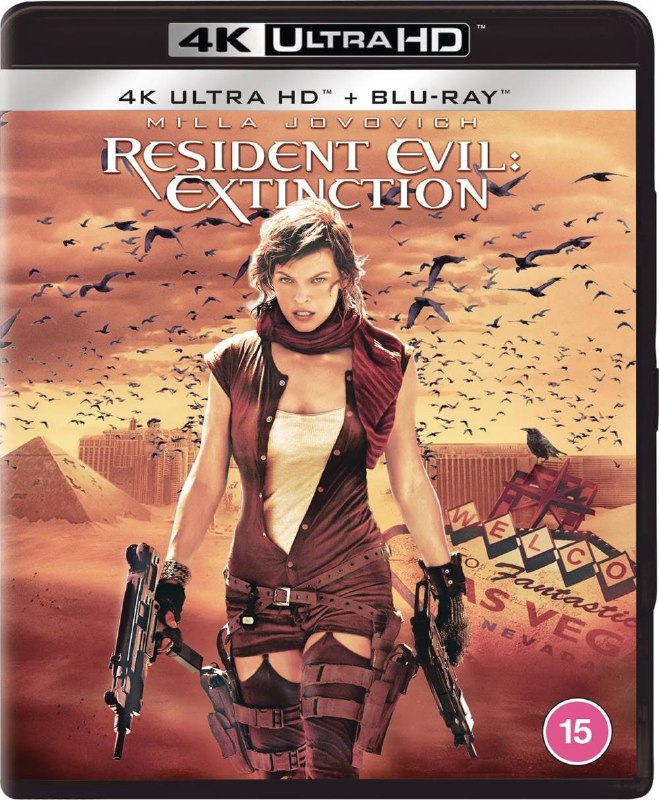 4K ULTRA HD™
4K ULTRA HD™ + BLU-RAY™
MILLA JOVOVICH
RESIDENT EVIL:
EXTINCTION
WELCO
TO Fantastic
AS VEG
NEVADA
15